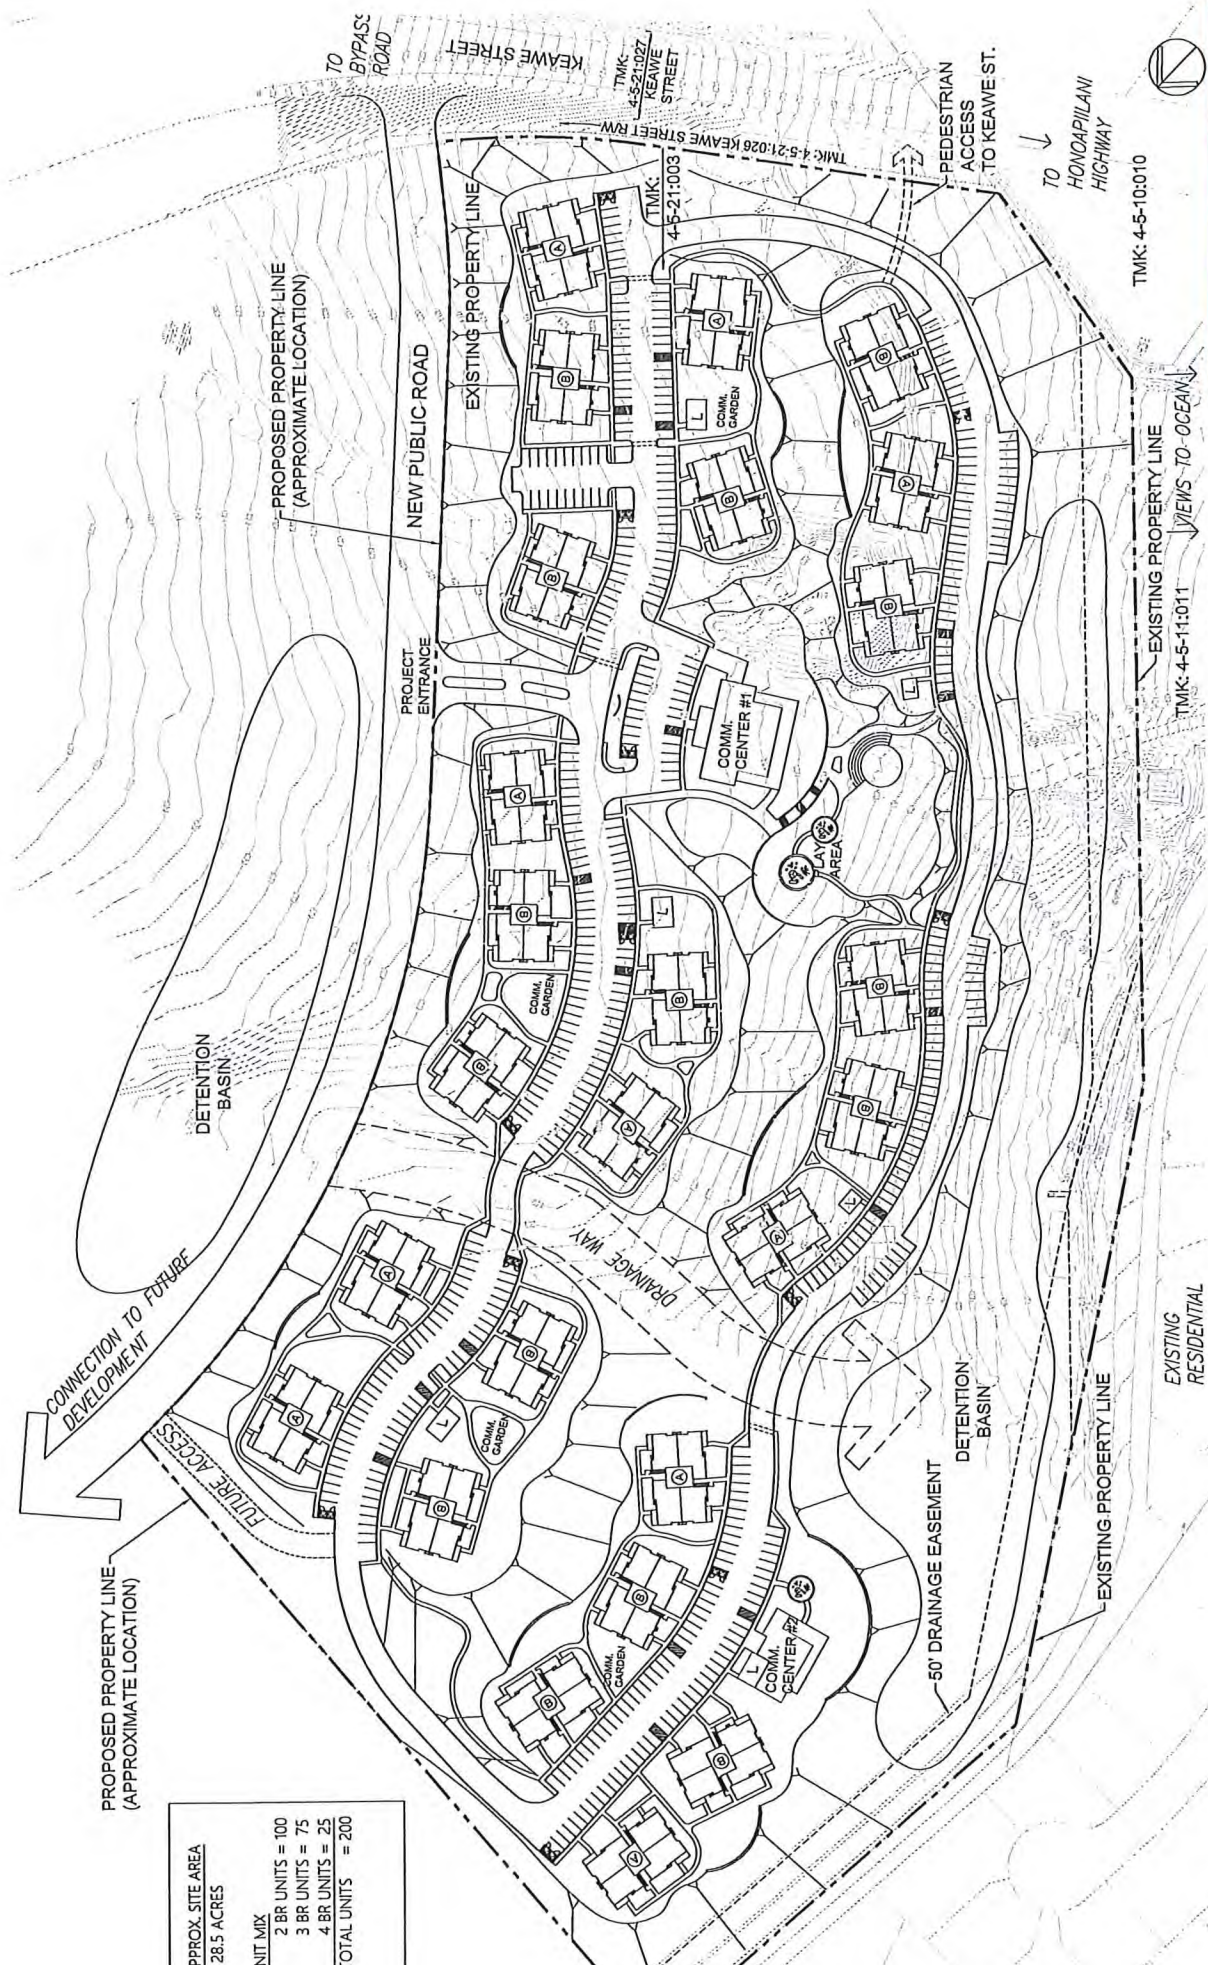 TO
BYPASS
ROAD
KEAWE STREET
TMK:
4-5-21:027
KEAWE
STREET
TMK: 4-5-21:026 KEAWE STREET R/W
PEDESTRIAN
ACCESS
TO KEAWE ST.
TO
HONOAPIILANI
HIGHWAY
TMK: 4-5-10:010
TMK:
4-5-21:003
EXISTING PROPERTY LINE
PROPOSED PROPERTY LINE
(APPROXIMATE LOCATION)
NEW PUBLIC ROAD
A
B
A
L
COMM.
GARDEN
B
B
B
A
B
L
EXISTING PROPERTY LINE
VIEWS TO OCEAN
TMK: 4-5-11:011
PROJECT
ENTRANCE
COMM.
CENTER #1
A
B
COMM.
GARDEN
B
L
B
A
LAY
AREA
B
B
A
L
DETENTION
BASIN
CONNECTION TO FUTURE
DEVELOPMENT
DRAINAGE WAY
A
A
B
L
COMM.
GARDEN
B
FUTURE ACCESS
PROPOSED PROPERTY LINE
(APPROXIMATE LOCATION)
A
B
COMM.
GARDEN
B
L
COMM.
CENTER #2
B
DETENTION
BASIN
50' DRAINAGE EASEMENT
EXISTING PROPERTY LINE
EXISTING
RESIDENTIAL
PPROX. SITE AREA
28.5 ACRES
NIT MIX
2 BR UNITS = 100
3 BR UNITS = 75
4 BR UNITS = 25
OTAL UNITS = 200